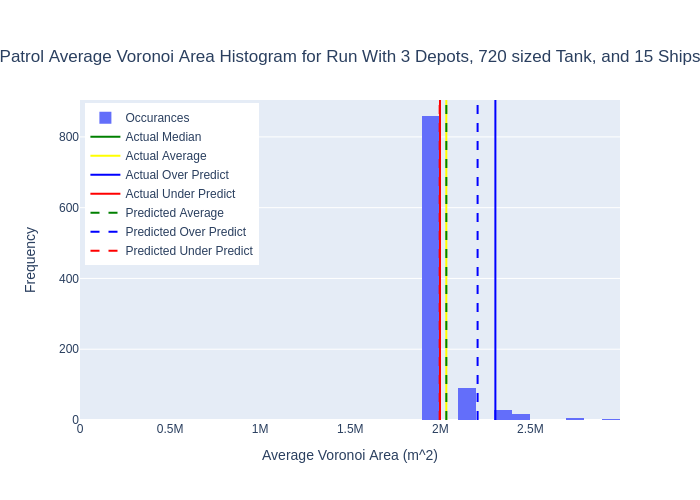 Patrol Average Voronoi Area Histogram for Run With 3 Depots, 720 sized Tank, and 15 Ships
Occurances
Actual Median
Actual Average
Actual Over Predict
Actual Under Predict
Predicted Average
Predicted Over Predict
Predicted Under Predict
Frequency
800
600
400
200
0
0 0.5M 1M 1.5M 2M 2.5M
Average Voronoi Area (m^2)